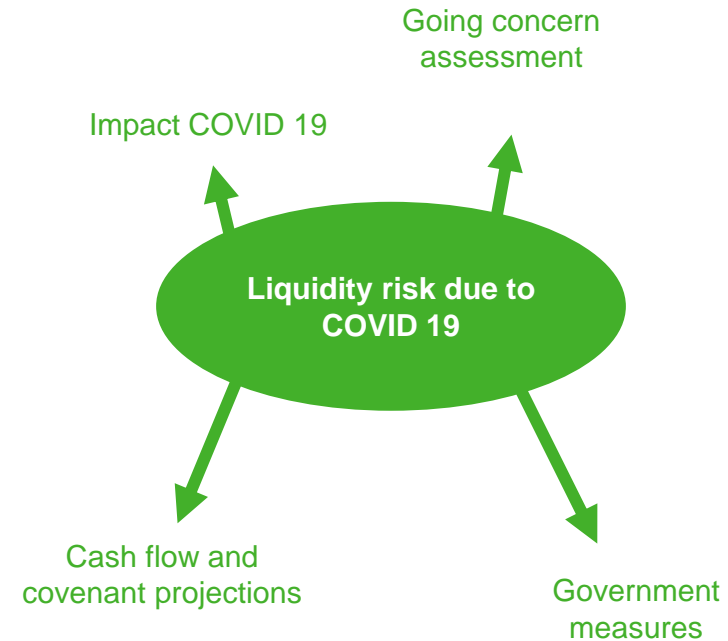 Going concern
assessment
Impact COVID 19
Liquidity risk due to
COVID 19
Cash flow and
covenant projections
Government
measures